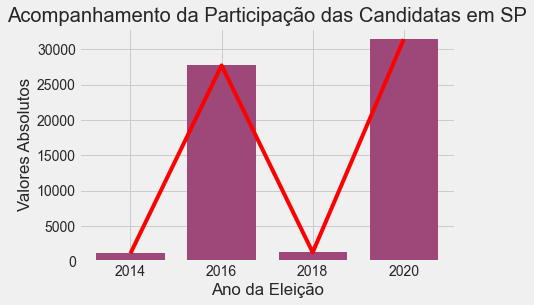 Acompanhamento da Participação das Candidatas em SP
Valores Absolutos
30000
25000
20000
15000
10000
5000
0
2014 2016 2018 2020
Ano da Eleição